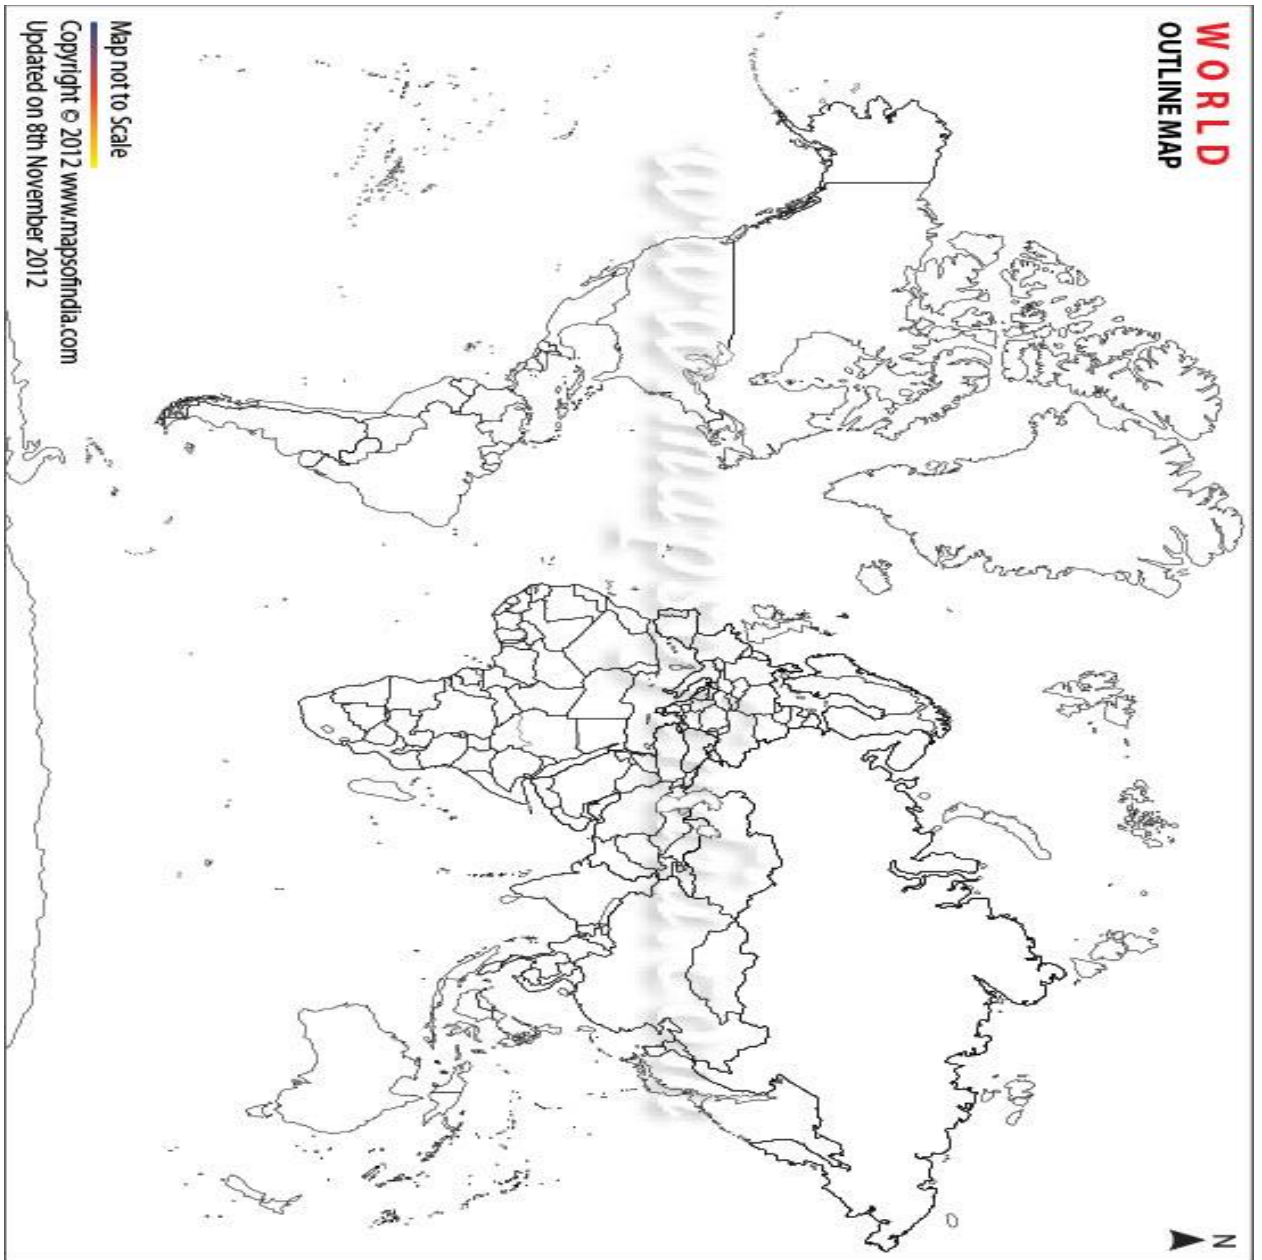 WORLD
OUTLINE MAP
N
Map not to Scale
Copyright © 2012 www.mapsofindia.com
Updated on 8th November 2012